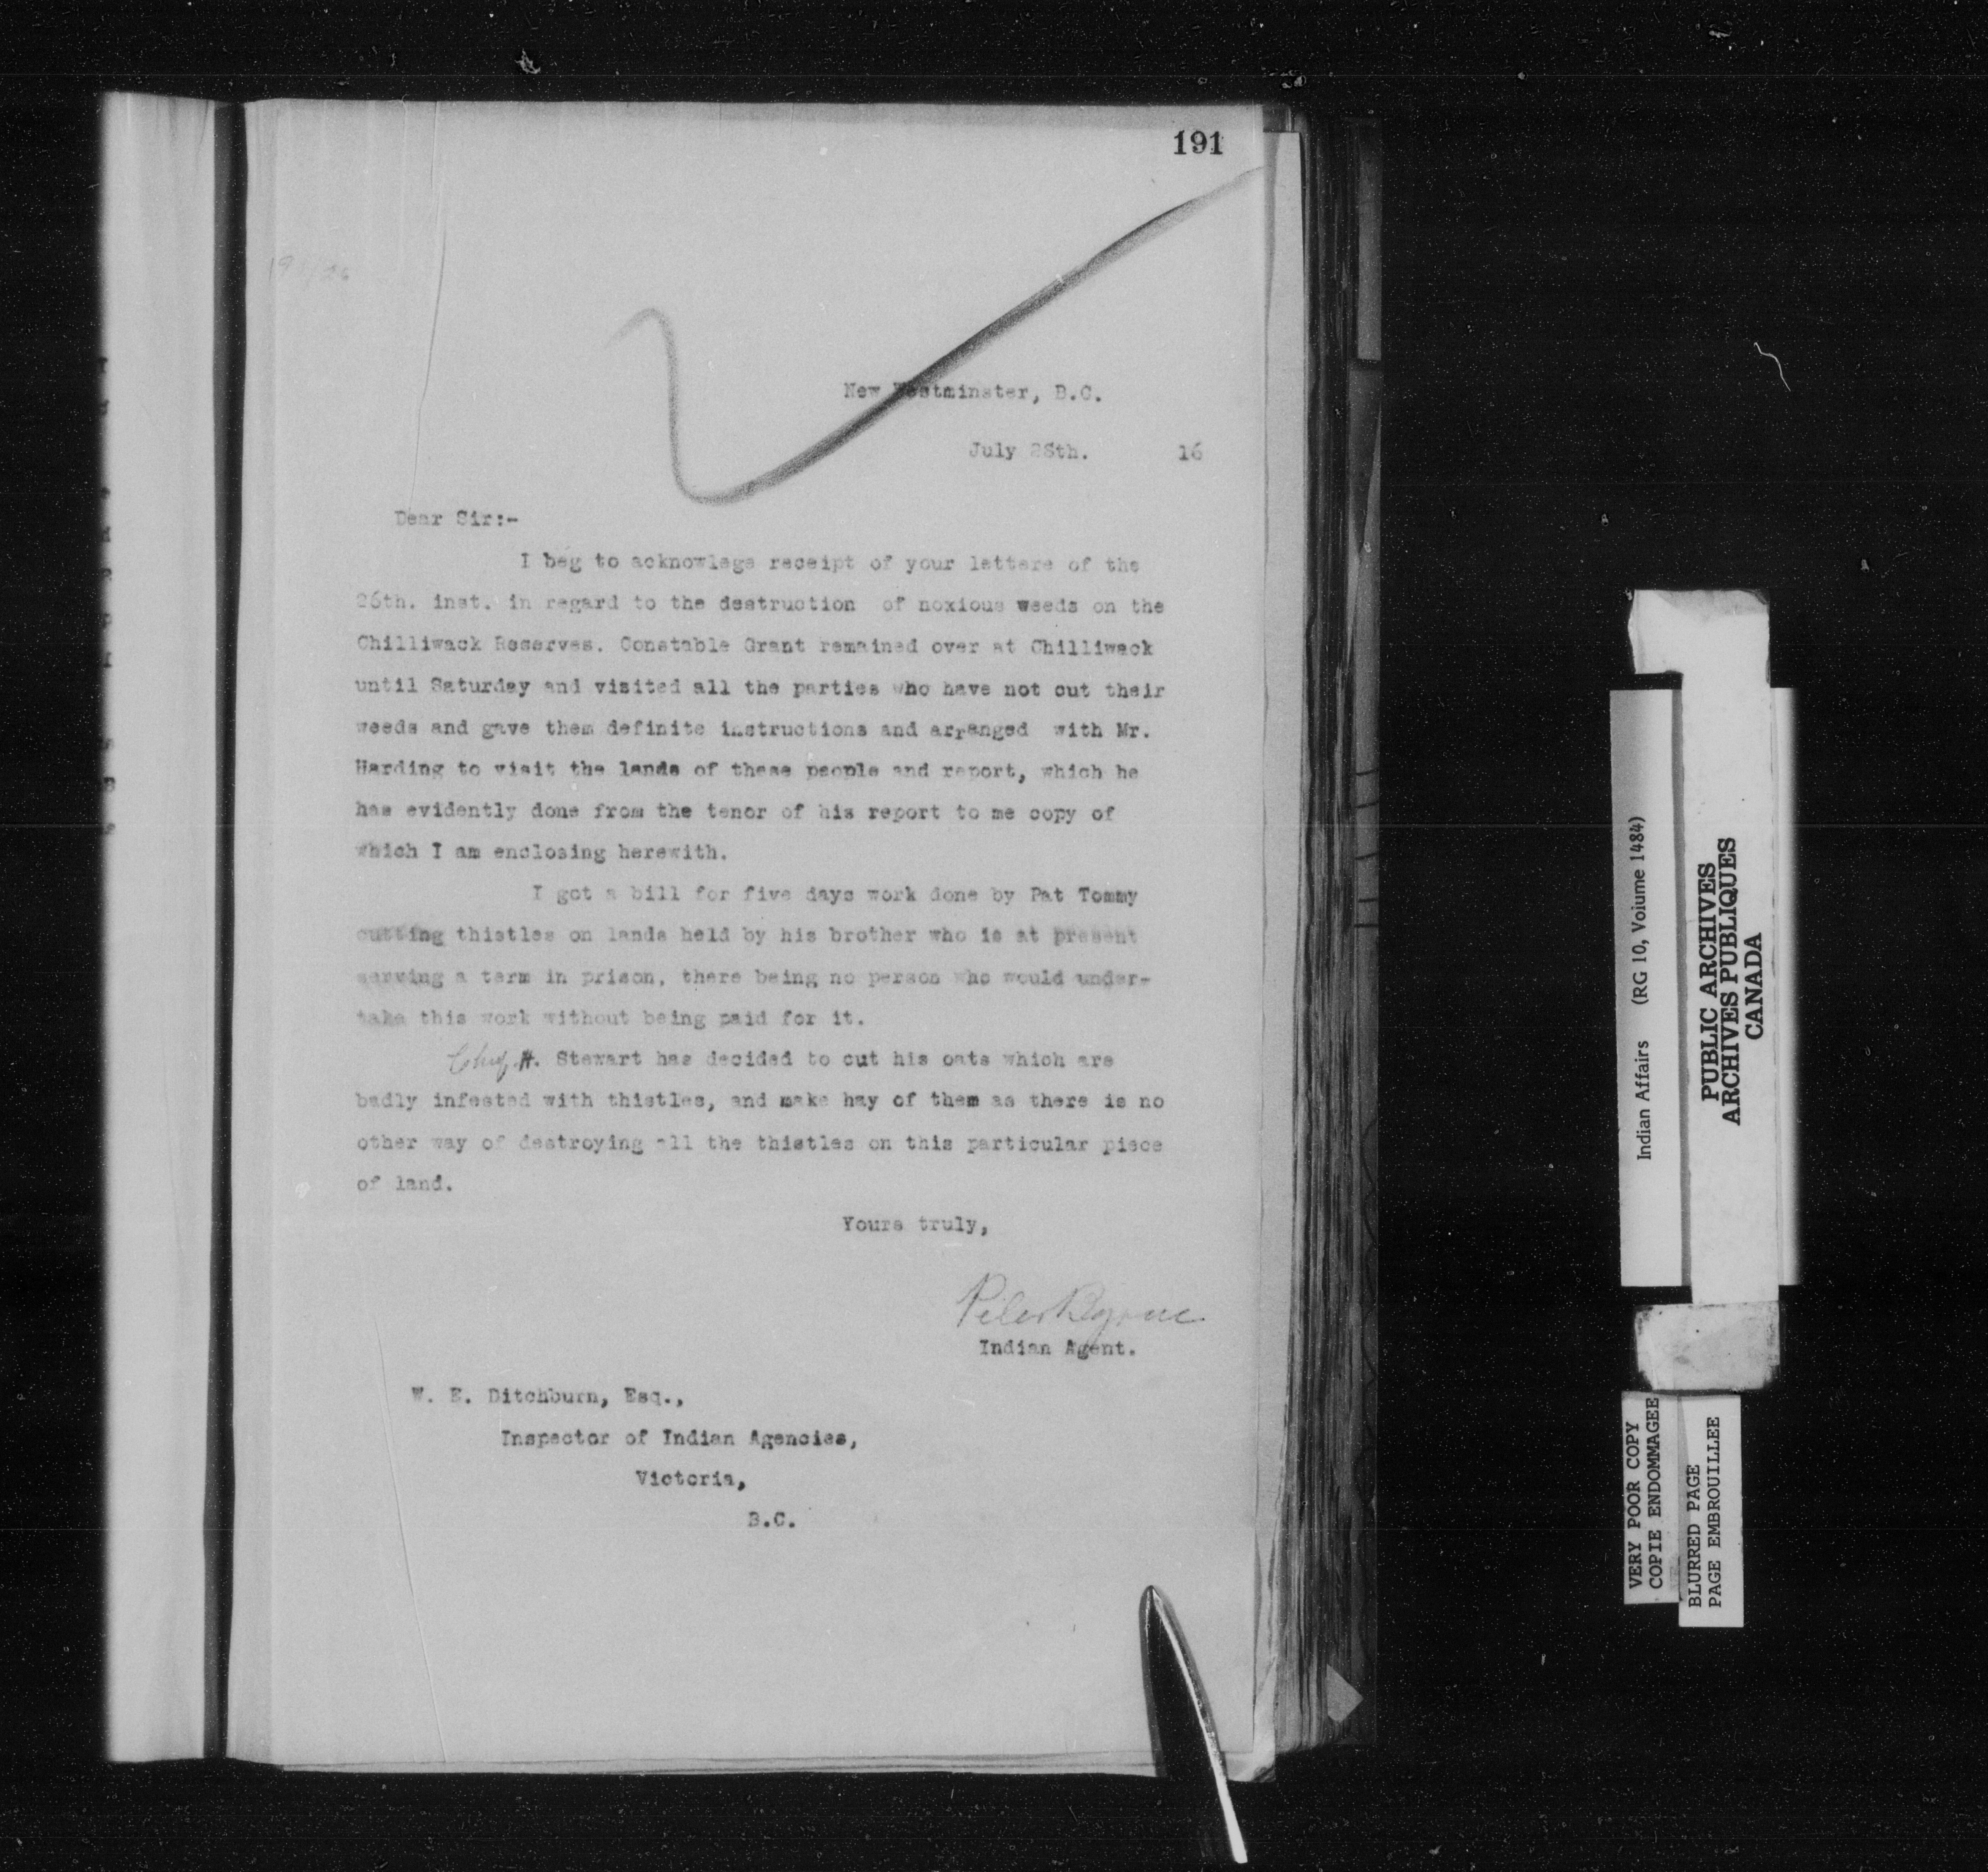 191
New Westminster, B.C.
July 28th. 16
Dear Sir:-
I beg to acknowlege receipt of your letters of the
26th. inst. in regard to the destruction of noxious weeds on the
Chilliwack Reserves. Constable Grant remained over at Chilliwack
until Saturday and visited all the parties who have not cut their
weeds and gave them definite instructions and arranged with Mr.
Harding to visit the lands of these people and report, which he
has evidently done from the tenor of his report to me copy of
which I am enclosing herewith.
I got a bill for five days work done by Pat Tommy
cutting thistles on lands held by his brother who is at present
serving a term in prison, there being no person who would under-
take this work without being paid for it.
Chief H. Stewart has decided to cut his oats which are
badly infested with thistles, and make hay of them as there is no
other way of destroying all the thistles on this particular piece
of land.
Yours truly,
Peter Byrne
Indian Agent.
W. E. Ditchburn, Esq.,
Inspector of Indian Agencies,
Victoria,
B.C.
Indian Affairs (RG 10, Volume 1484)
PUBLIC ARCHIVES
ARCHIVES PUBLIQUES
CANADA
VERY POOR COPY
COPIE ENDOMMAGEE
BLURRED PAGE
PAGE EMBROUILLEE